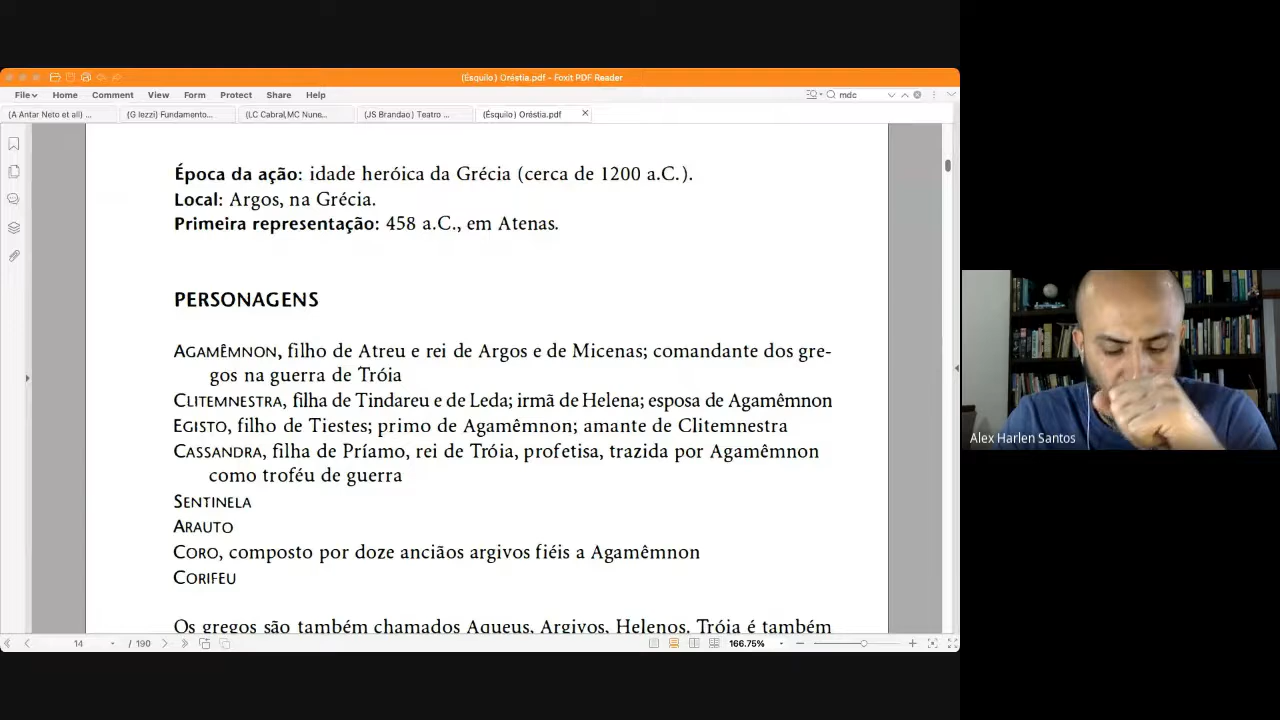 (Ésquilo) Oréstia.pdf - Foxit PDF Reader
File Home Comment View Form Protect Share Help
mdc
(A Antar Neto et all) ... (G Iezzi) Fundamento... (LC Cabral,MC Nune... (JS Brandao) Teatro ... (Ésquilo) Oréstia.pdf
Época da ação: idade heróica da Grécia (cerca de 1200 a.C.).
Local: Argos, na Grécia.
Primeira representação: 458 a.C., em Atenas.
PERSONAGENS
AGAMÊMNON, filho de Atreu e rei de Argos e de Micenas; comandante dos gre-
gos na guerra de Tróia
CLITEMNESTRA, filha de Tindareu e de Leda; irmã de Helena; esposa de Agamêmnon
EGISTO, filho de Tiestes; primo de Agamêmnon; amante de Clitemnestra
CASSANDRA, filha de Príamo, rei de Tróia, profetisa, trazida por Agamêmnon
como troféu de guerra
SENTINELA
ARAUTO
CORO, composto por doze anciãos argivos fiéis a Agamêmnon
CORIFEU
Os gregos são também chamados Aqueus, Argivos, Helenos. Tróia é também
14 / 190 166.75%
Alex Harlen Santos